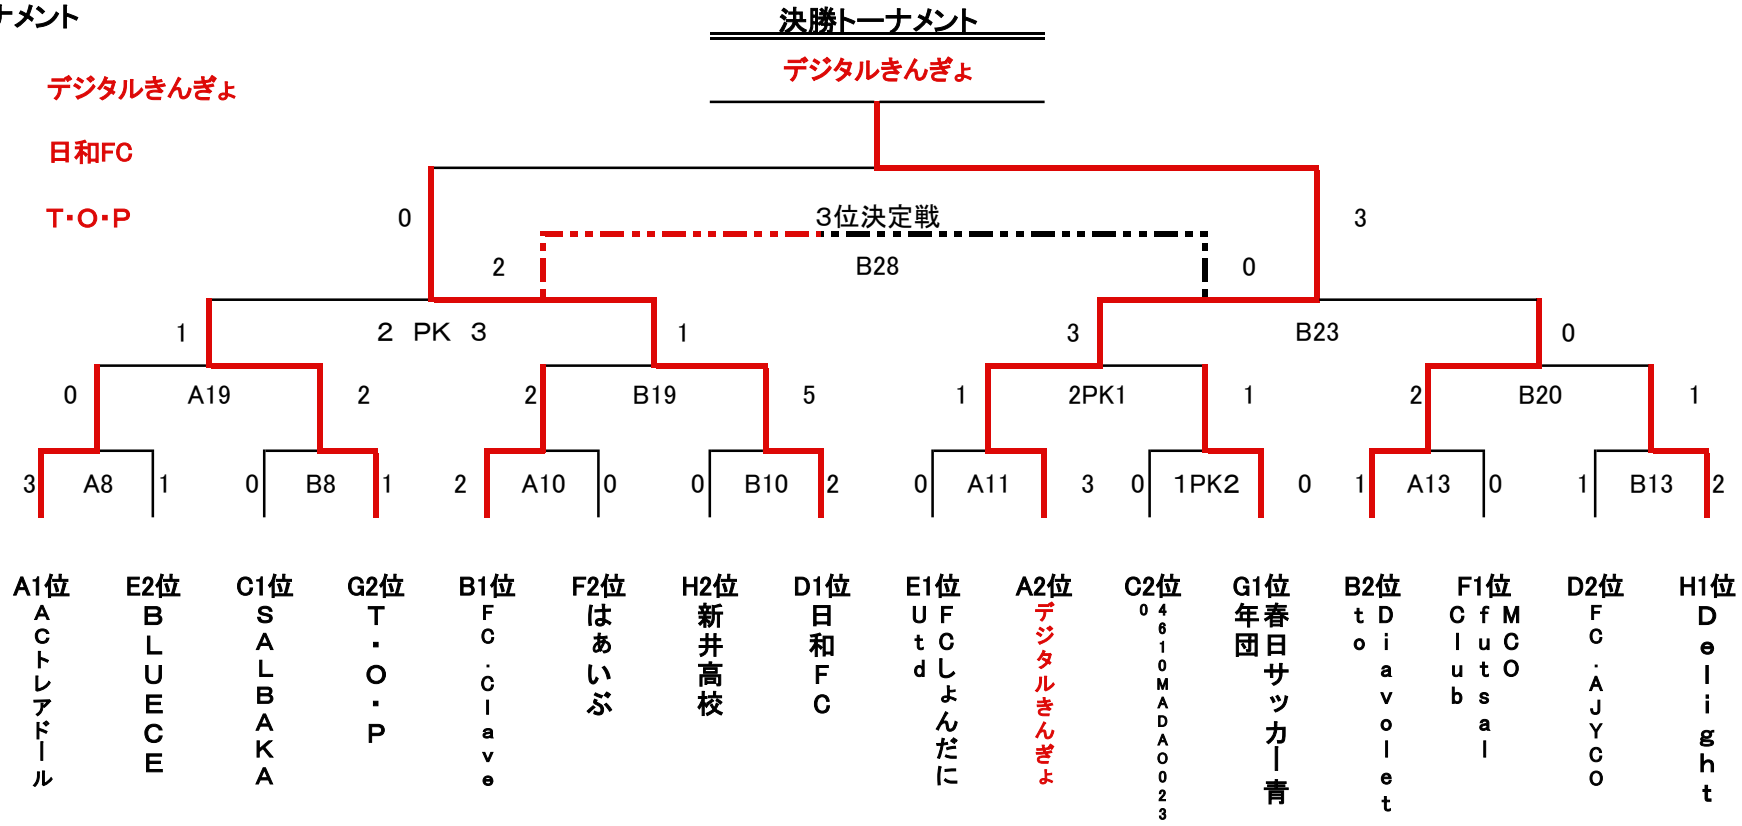 ナメント
決勝トーナメント
デジタルきんぎょ
デジタルきんぎょ
日和FC
T・O・P
0
3位決定戦
3
2
B28
0
1
2 PK 3
1
3
B23
0
0
A19
2
2
B19
5
1
2PK1
1
2
B20
1
3
A8
1
0
B8
1
2
A10
0
0
B10
2
0
A11
3
0
1PK2
0
1
A13
0
1
B13
2
A1位
E2位
C1位
G2位
B1位
F2位
H2位
D1位
E1位
A2位
C2位
G1位
B2位
F1位
D2位
H1位
ACトレアドール
BLUECE
SALBAKA
T・O・P
FC.Clave
はぁいぶ
新井高校
日和FC
FCしょんだに
Utd
デジタルきんぎょ
4610MADAO0023
0
春日サッカー青
年団
Diavolet
to
MCO
futsal
Club
FC.AJYCO
Delight